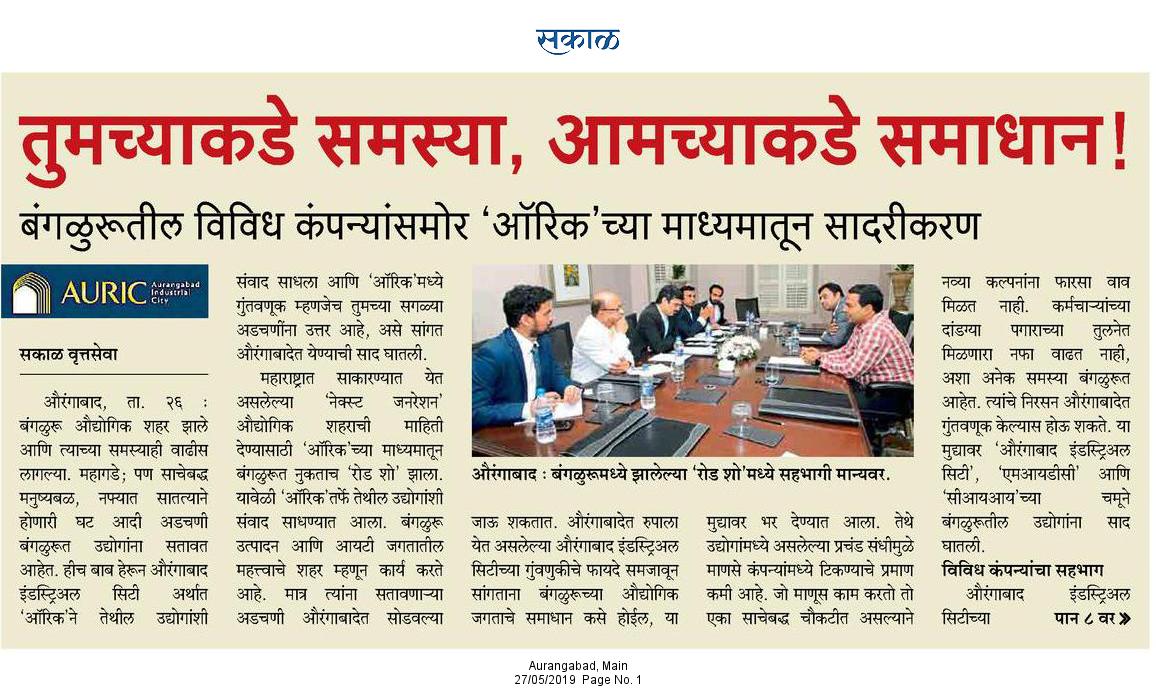 सकाळ
तुमच्याकडे समस्या, आमच्याकडे समाधान!
बंगळुरूतील विविध कंपन्यांसमोर ‘ऑरिक’च्या माध्यमातून सादरीकरण
AURIC Aurangabad
Industrial
City
सकाळ वृत्तसेवा
औरंगाबाद, ता. २६ :
बंगळुरू औद्योगिक शहर झाले
आणि त्याच्या समस्याही वाढीस
लागल्या. महागडे; पण साचेबद्ध
मनुष्यबळ, नफ्यात सातत्याने
होणारी घट आदी अडचणी
बंगळुरूत उद्योगांना सतावत
आहेत. हीच बाब हेरून औरंगाबाद
इंडस्ट्रिअल सिटी अर्थात
‘ऑरिक’ने तेथील उद्योगांशी
संवाद साधला आणि ‘ऑरिक’मध्ये
गुंतवणूक म्हणजेच तुमच्या सगळ्या
अडचणींना उत्तर आहे, असे सांगत
औरंगाबादेत येण्याची साद घातली.
महाराष्ट्रात साकारण्यात येत
असलेल्या ‘नेक्स्ट जनरेशन’
औद्योगिक शहराची माहिती
देण्यासाठी ‘ऑरिक’च्या माध्यमातून
बंगळुरूत नुकताच ‘रोड शो’ झाला.
यावेळी ‘ऑरिक’तर्फे तेथील उद्योगांशी
संवाद साधण्यात आला. बंगळुरू
उत्पादन आणि आयटी जगतातील
महत्त्वाचे शहर म्हणून कार्य करते
आहे. मात्र त्यांना सतावणाऱ्या
अडचणी औरंगाबादेत सोडवल्या
औरंगाबाद : बंगळुरूमध्ये झालेल्या ‘रोड शो’मध्ये सहभागी मान्यवर.
जाऊ शकतात. औरंगाबादेत रुपाला
येत असलेल्या औरंगाबाद इंडस्ट्रिअल
सिटीच्या गुंवणुकीचे फायदे समजावून
सांगताना बंगळुरूच्या औद्योगिक
जगताचे समाधान कसे होईल, या
मुद्यावर भर देण्यात आला. तेथे
उद्योगांमध्ये असलेल्या प्रचंड संधीमुळे
माणसे कंपन्यांमध्ये टिकण्याचे प्रमाण
कमी आहे. जो माणूस काम करतो तो
एका साचेबद्ध चौकटीत असल्याने
नव्या कल्पनांना फारसा वाव
मिळत नाही. कर्मचाऱ्यांच्या
दांडग्या पगाराच्या तुलनेत
मिळणारा नफा वाढत नाही,
अशा अनेक समस्या बंगळुरूत
आहेत. त्यांचे निरसन औरंगाबादेत
गुंतवणूक केल्यास होऊ शकते. या
मुद्यावर ‘औरंगाबाद इंडस्ट्रिअल
सिटी’, ‘एमआयडीसी’ आणि
‘सीआयआय’च्या चमूने
बंगळुरूतील उद्योगांना साद
घातली.
विविध कंपन्यांचा सहभाग
औरंगाबाद इंडस्ट्रिअल
सिटीच्या पान ८ वर »
Aurangabad, Main
27/05/2019 Page No. 1